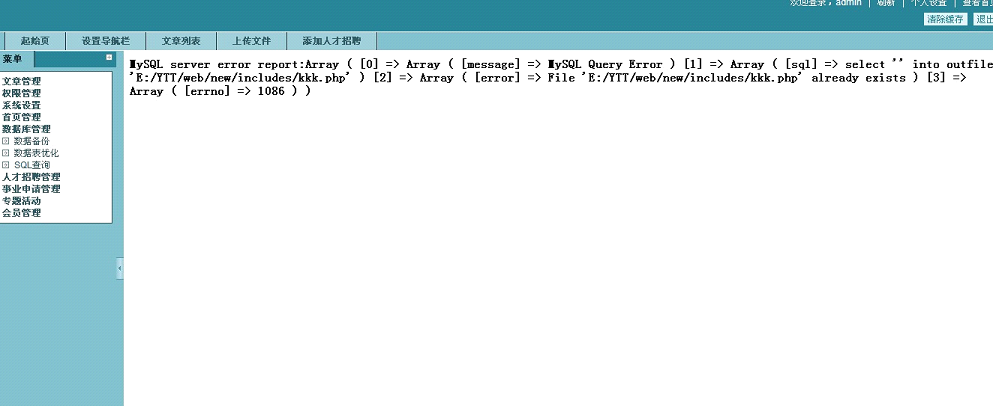 欢迎登录，admin | 刷新 | 个人设置 | 查看首页
清除缓存 退出
起始页 设置导航栏 文章列表 上传文件 添加人才招聘
菜单
MySQL server error report:Array ( [0] => Array ( [message] => MySQL Query Error ) [1] => Array ( [sql] => select '' into outfile
'E:/YTT/web/new/includes/kkk.php' ) [2] => Array ( [error] => File 'E:/YTT/web/new/includes/kkk.php' already exists ) [3] =>
Array ( [errno] => 1086 ) )
文章管理
权限管理
系统设置
首页管理
数据库管理
数据备份
数据表优化
SQL查询
人才招聘管理
事业申请管理
专题活动
会员管理